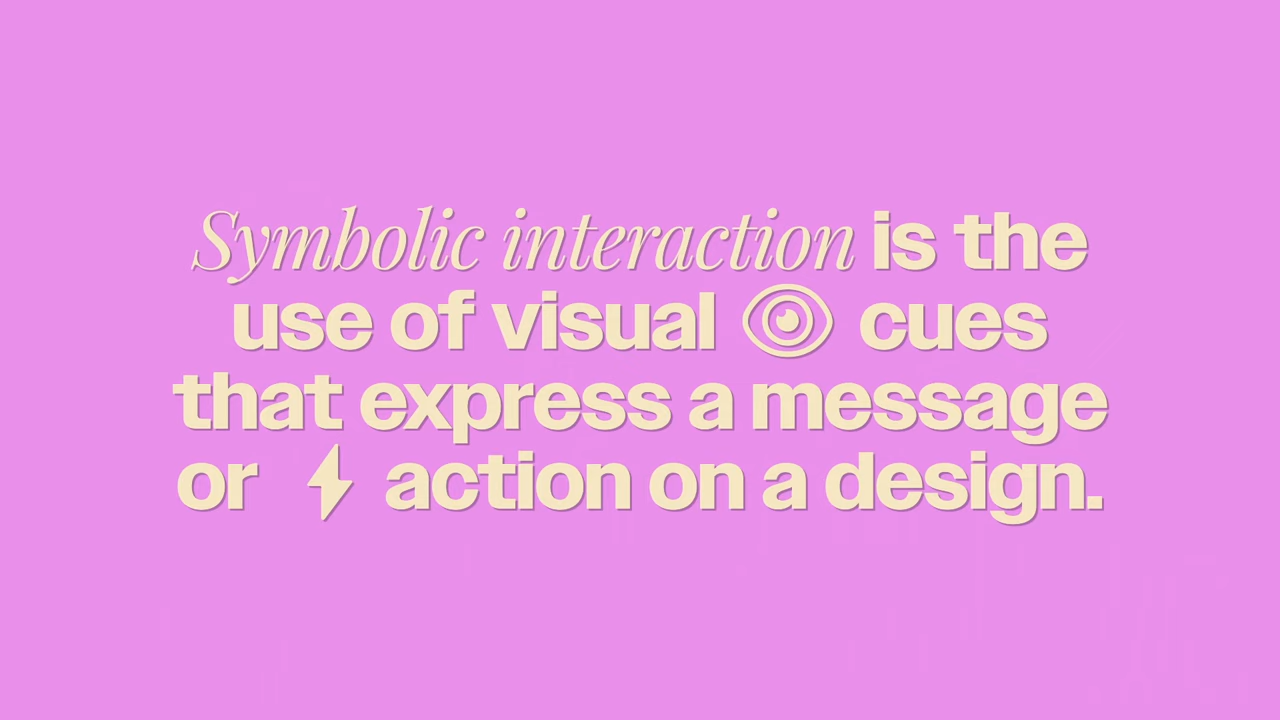 Symbolic interaction is the
use of visual cues
that express a message
or action on a design.